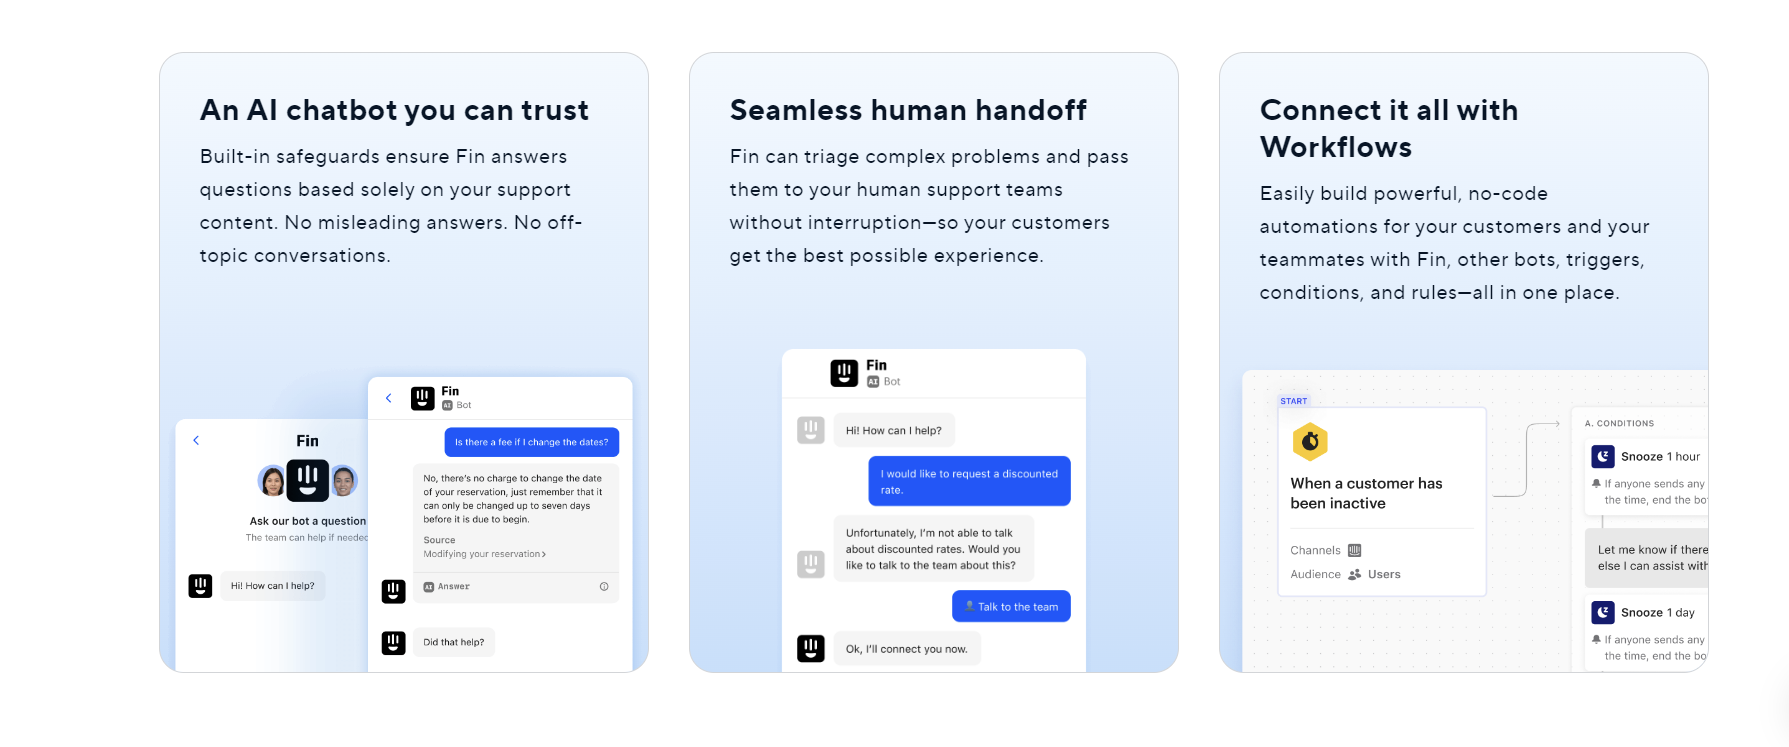 An AI chatbot you can trust
Built-in safeguards ensure Fin answers
questions based solely on your support
content. No misleading answers. No off-
topic conversations.
Fin
Ask our bot a question
The team can help if needed
Hi! How can I help?
Fin
AI Bot
Is there a fee if I change the dates?
No, there's no charge to change the date
of your reservation, just remember that it
can only be changed up to seven days
before it is due to begin.
Source
Modifying your reservation
AI Answer
Did that help?
Seamless human handoff
Fin can triage complex problems and pass
them to your human support teams
without interruption—so your customers
get the best possible experience.
Fin
AI Bot
Hi! How can I help?
I would like to request a discounted
rate.
Unfortunately, I'm not able to talk
about discounted rates. Would you
like to talk to the team about this?
Talk to the team
Ok, I'll connect you now.
Connect it all with
Workflows
Easily build powerful, no-code
automations for your customers and your
teammates with Fin, other bots, triggers,
conditions, and rules—all in one place.
START
When a customer has
been inactive
Channels
Audience Users
A. CONDITIONS
Snooze 1 hour
If anyone sends any
the time, end the bo
Let me know if there
else I can assist with
Snooze 1 day
If anyone sends any
the time, end the bo